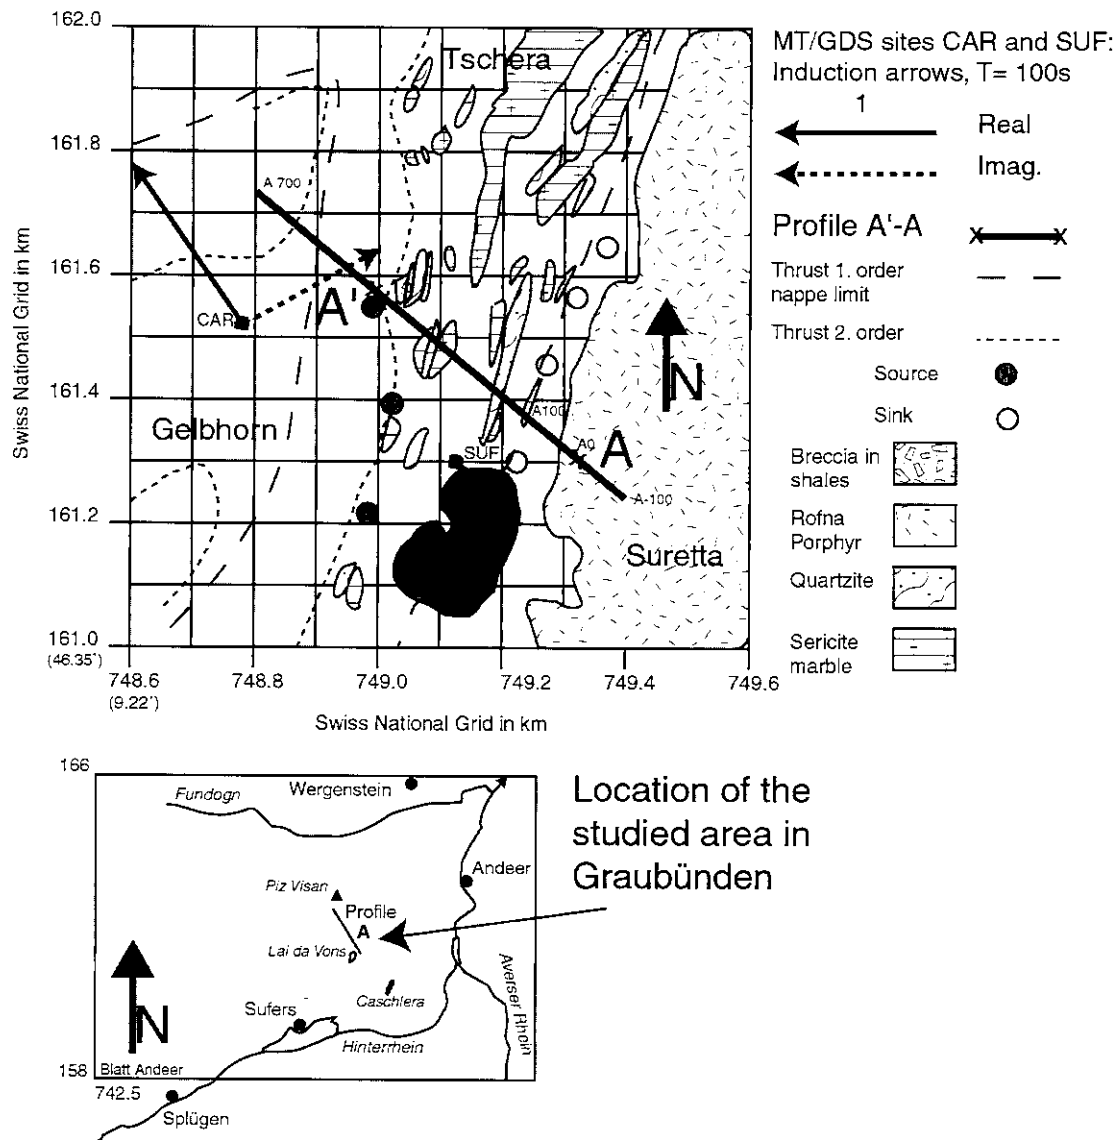 162.0
161.8
161.6
161.4
161.2
161.0
(46.35°)
Swiss National Grid in km
748.6
748.8
749.0
749.2
749.4
749.6
(9.22°)
Swiss National Grid in km
Tschera
A 700
CAR
A'
Gelbhorn
SUF
A100
A0
A
A-100
N
Suretta
MT/GDS sites CAR and SUF:
Induction arrows, T= 100s
1
Real
Imag.
Profile A'-A
X
X
Thrust 1. order
nappe limit
Thrust 2. order
Source
Sink
Breccia in
shales
Rofna
Porphyr
Quartzite
Sericite
marble
166
Fundogn
Wergenstein
Andeer
Piz Visan
Profile
A
Lai da Vons
Caschlera
Averser Rhein
Sufers
Hinterrhein
N
158
Blatt Andeer
742.5
Splügen
Location of the
studied area in
Graubünden